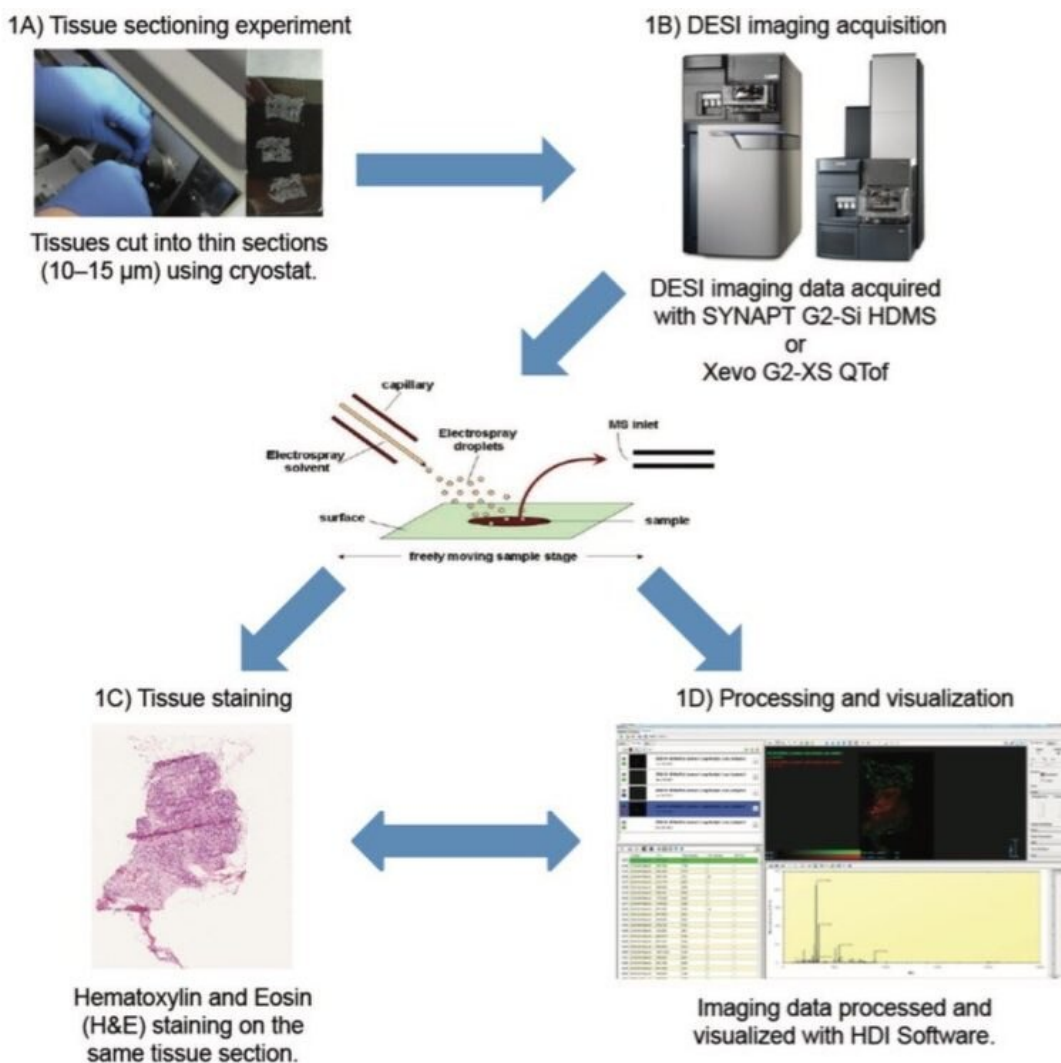 1A) Tissue sectioning experiment
1B) DESI imaging acquisition
Tissues cut into thin sections
(10–15 µm) using cryostat.
DESI imaging data acquired
with SYNAPT G2-Si HDMS
or
Xevo G2-XS QTof
capillary
Electrospray
droplets
MS inlet
Electrospray
solvent
surface
sample
freely moving sample stage
1C) Tissue staining
1D) Processing and visualization
Hematoxylin and Eosin
(H&E) staining on the
same tissue section.
Imaging data processed and
visualized with HDI Software.